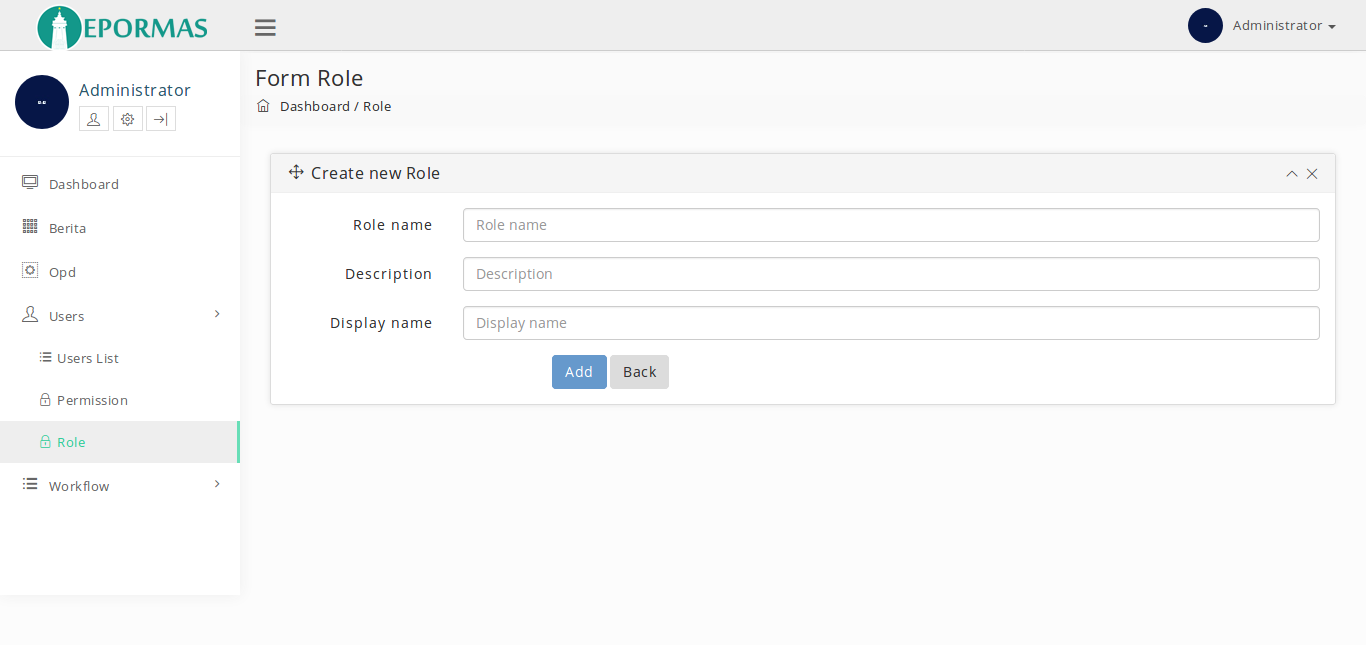 EPORMAS
Administrator
Administrator
Dashboard
Berita
Opd
Users
Users List
Permission
Role
Workflow
Form Role
Dashboard / Role
Create new Role
Role name
Role name
Description
Description
Display name
Display name
Add Back